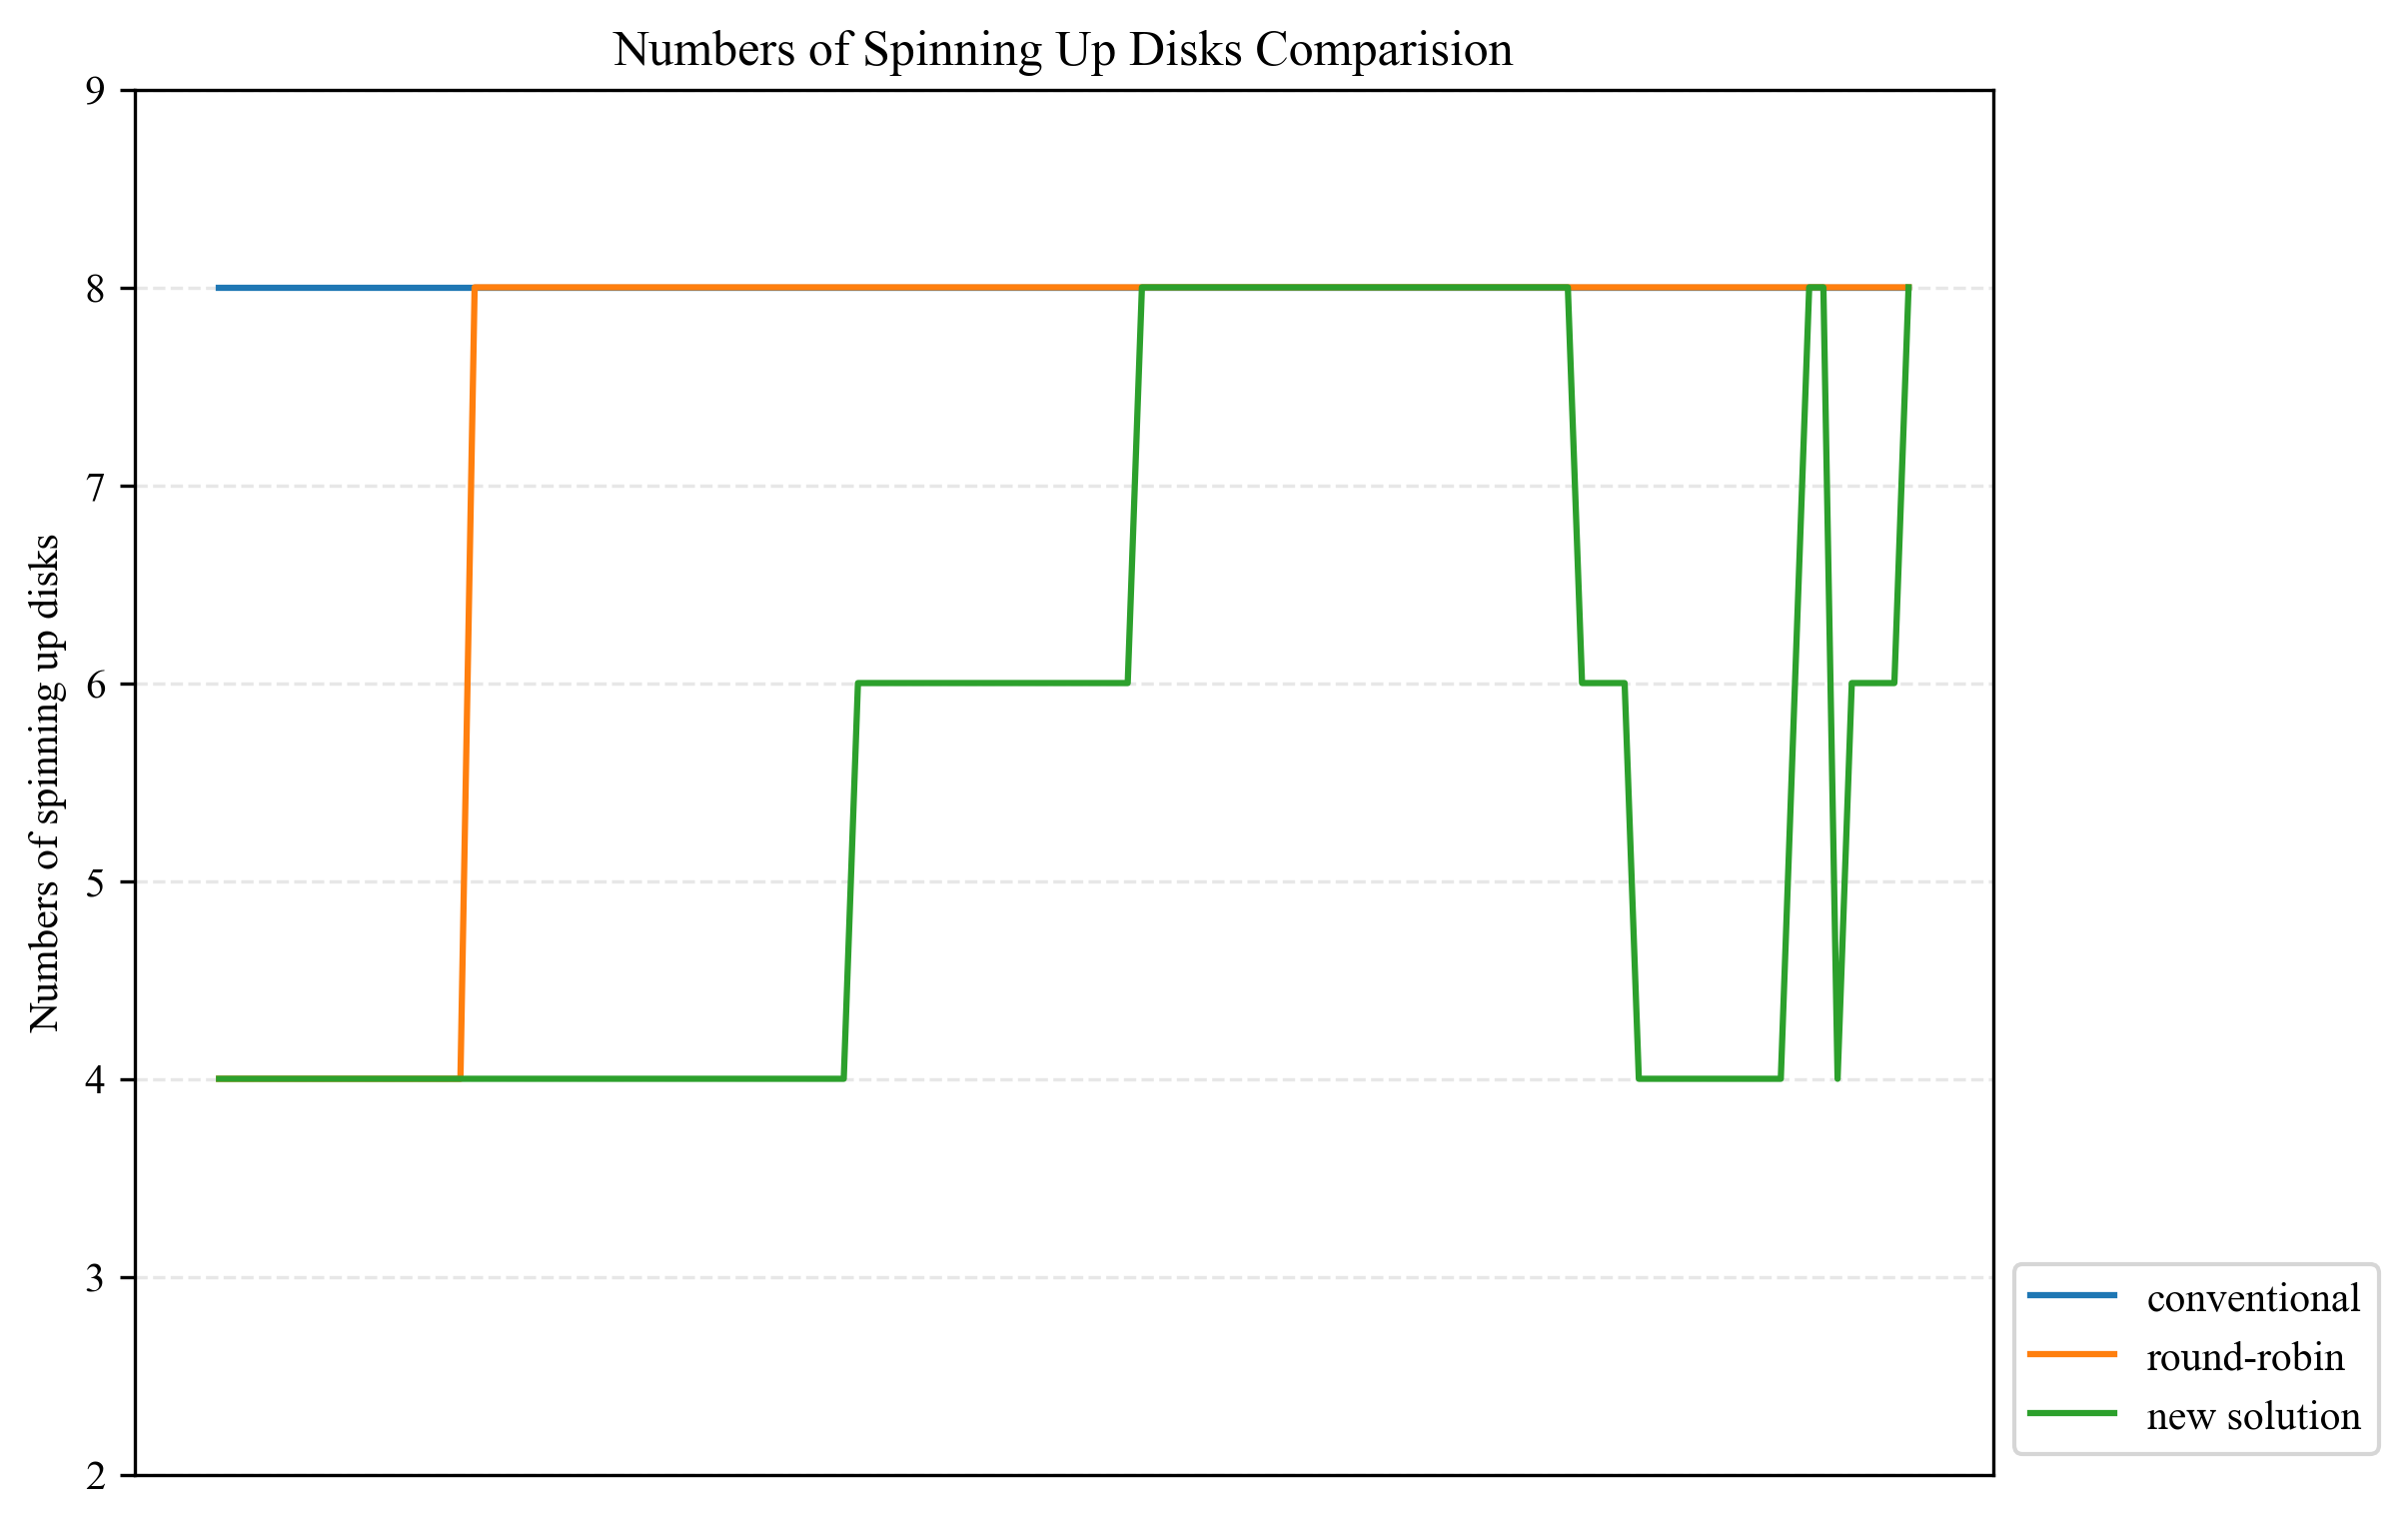 Numbers of Spinning Up Disks Comparision
9
8
7
6
5
4
3
2
Numbers of spinning up disks
conventional
round-robin
new solution